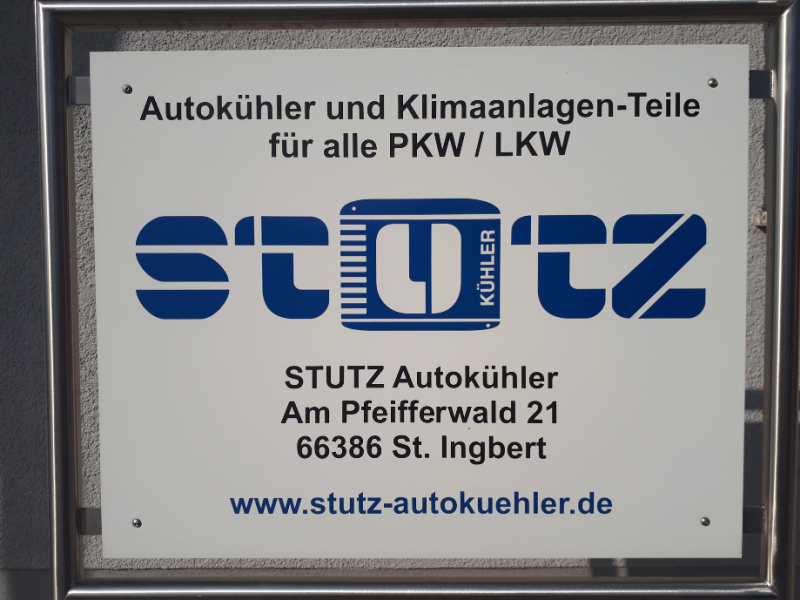 Autokühler und Klimaanlagen-Teile
für alle PKW / LKW
STUTZ
KÜHLER
STUTZ Autokühler
Am Pfeifferwald 21
66386 St. Ingbert
www.stutz-autokuehler.de